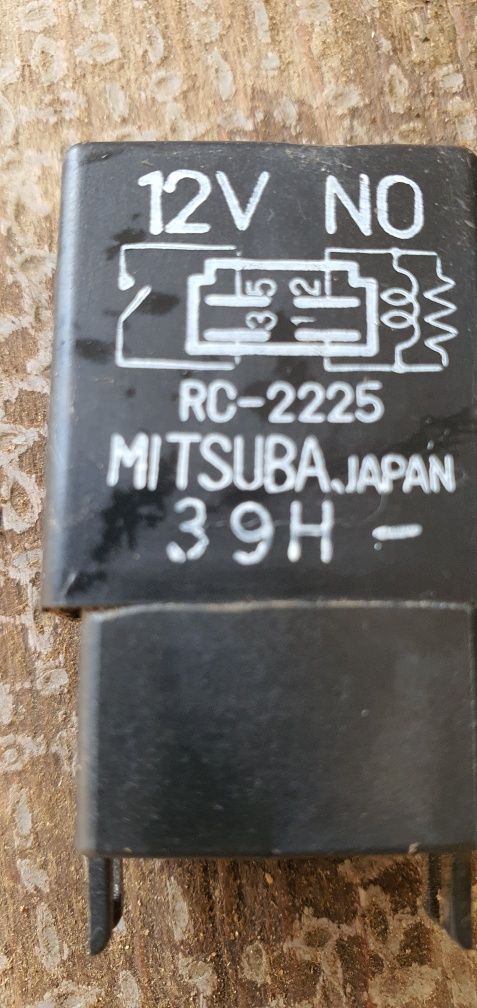 12V NO
5 2
3 1
RC-2225
MITSUBA.JAPAN
39H -